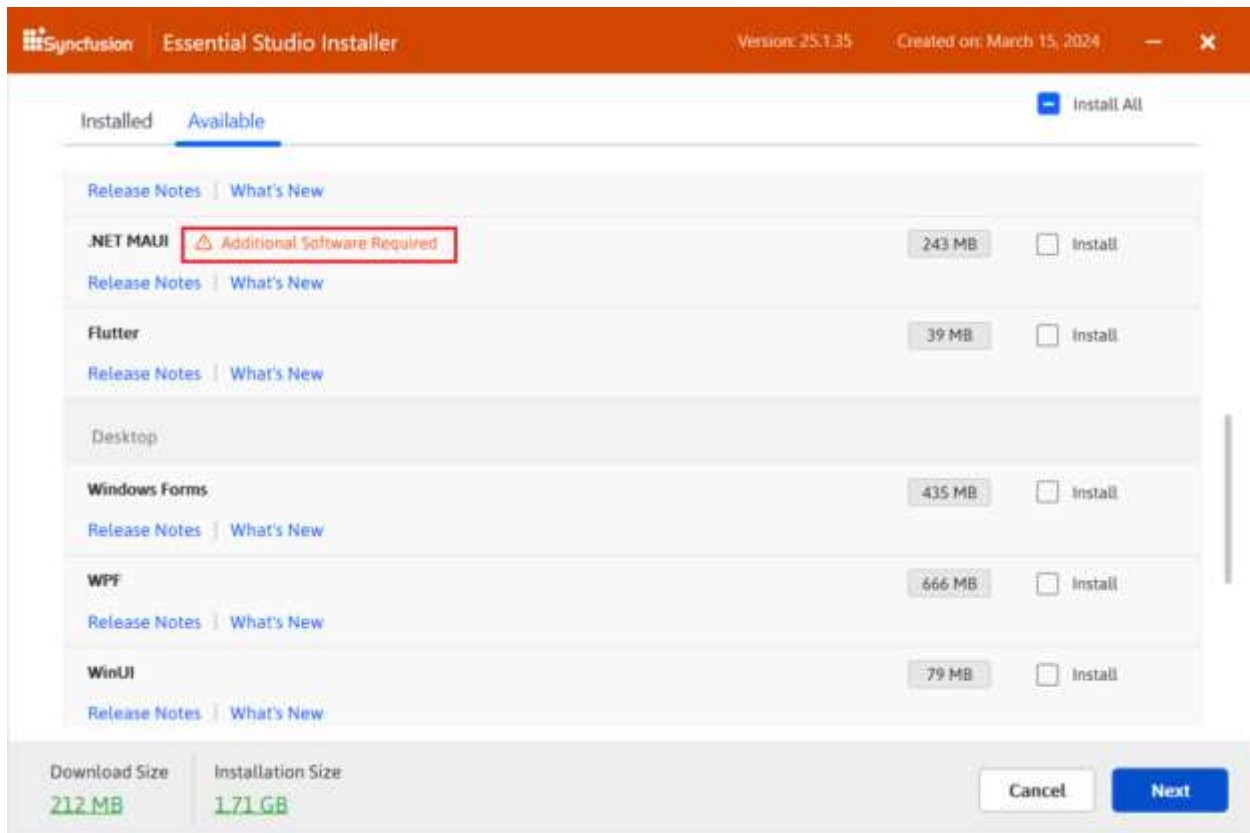 Syncfusion Essential Studio Installer Version: 25.1.35 Created on: March 15, 2024
Installed Available Install All
Release Notes | What's New
.NET MAUI Additional Software Required 243 MB Install
Release Notes | What's New
Flutter 39 MB Install
Release Notes | What's New
Desktop
Windows Forms 435 MB Install
Release Notes | What's New
WPF 666 MB Install
Release Notes | What's New
WinUI 79 MB Install
Release Notes | What's New
Download Size Installation Size
212 MB 1.71 GB
Cancel Next